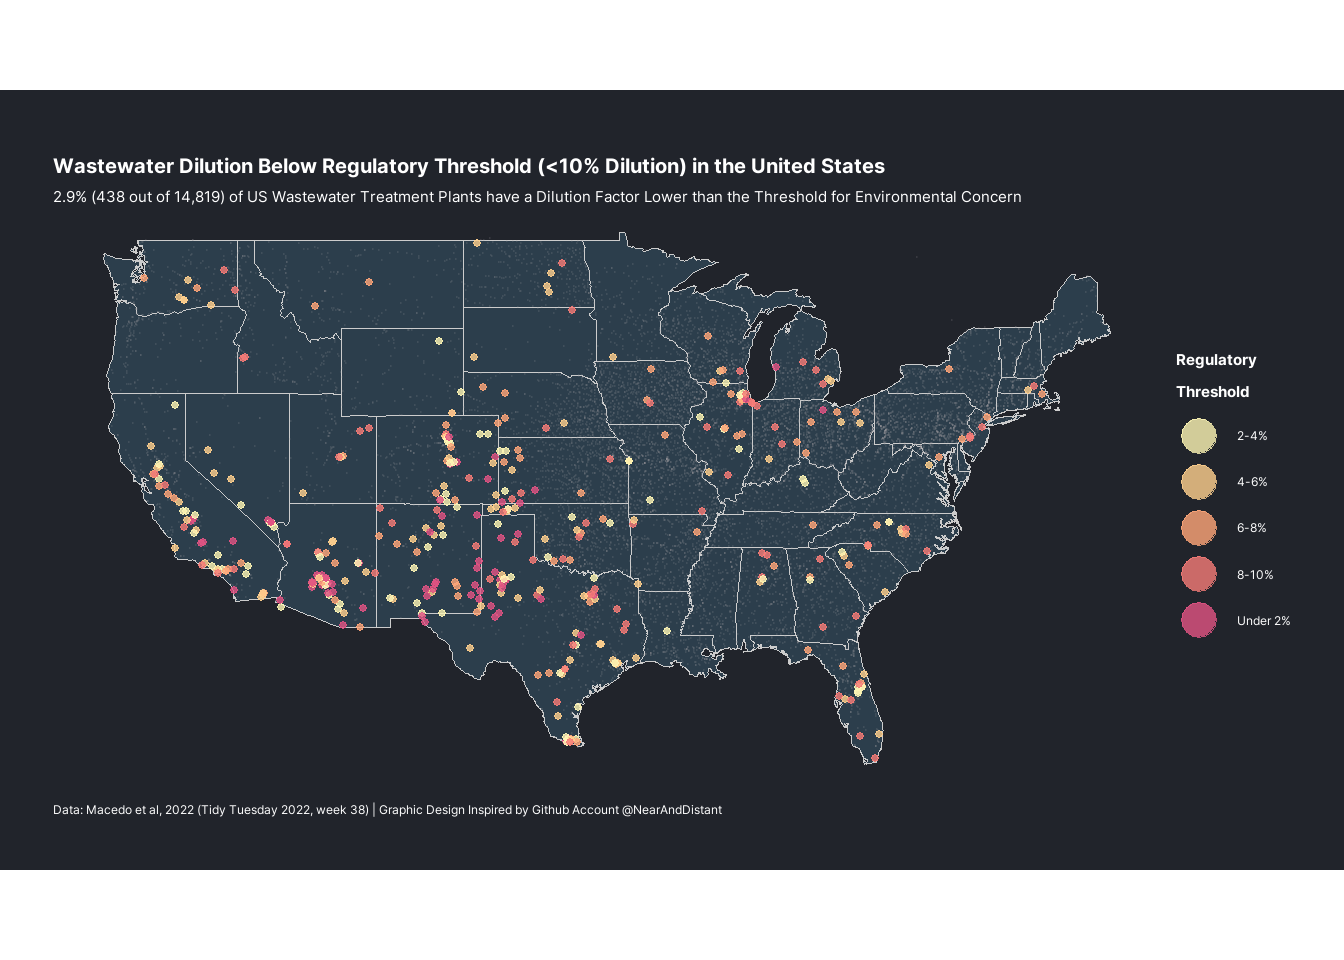 Wastewater Dilution Below Regulatory Threshold (<10% Dilution) in the United States
2.9% (438 out of 14,819) of US Wastewater Treatment Plants have a Dilution Factor Lower than the Threshold for Environmental Concern
Regulatory
Threshold
2-4%
4-6%
6-8%
8-10%
Under 2%
Data: Macedo et al, 2022 (Tidy Tuesday 2022, week 38) | Graphic Design Inspired by Github Account @NearAndDistant